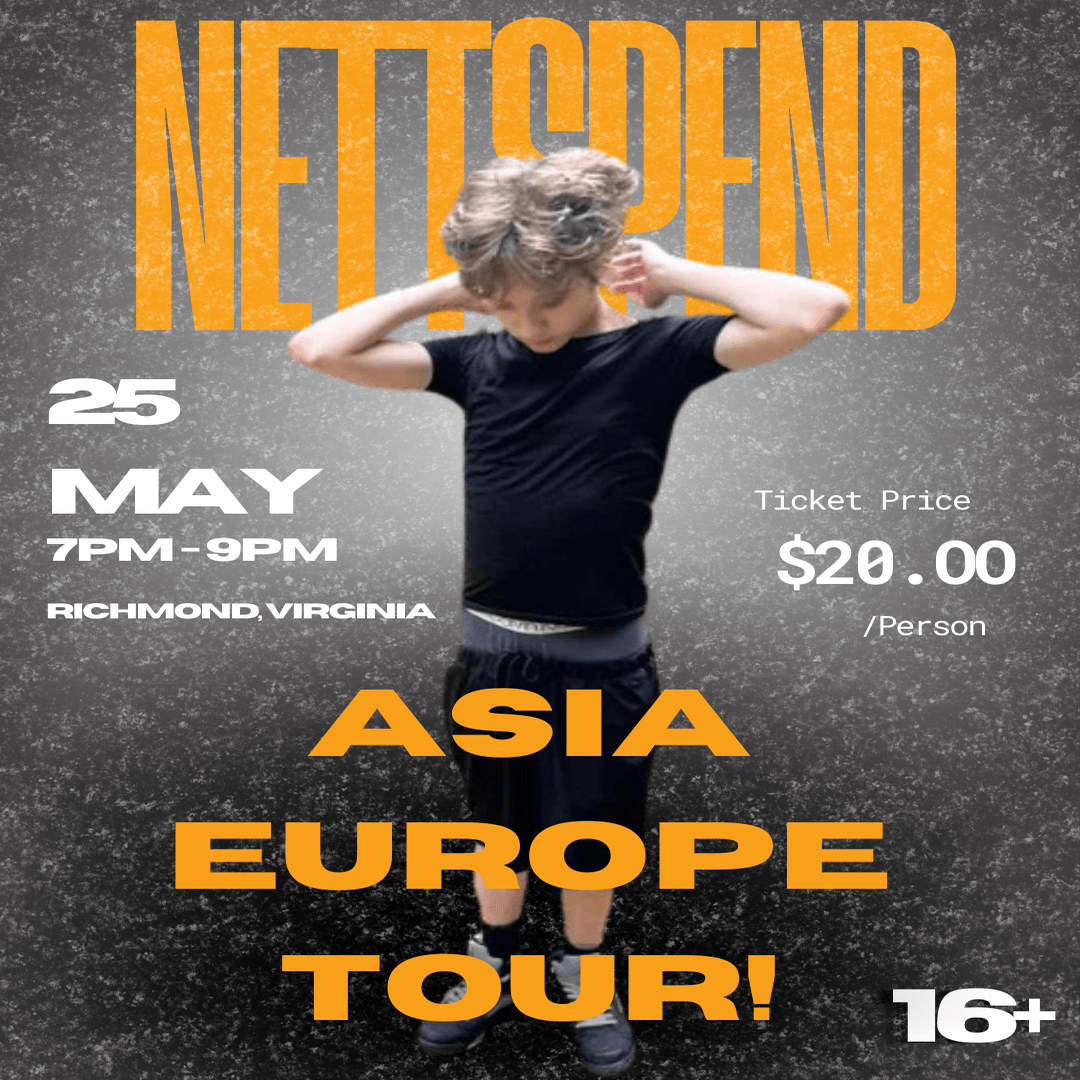 NETTSPEND
25
MAY
7PM - 9PM
RICHMOND, VIRGINIA
Ticket Price
$20.00
/Person
ASIA
EUROPE
TOUR!
16+